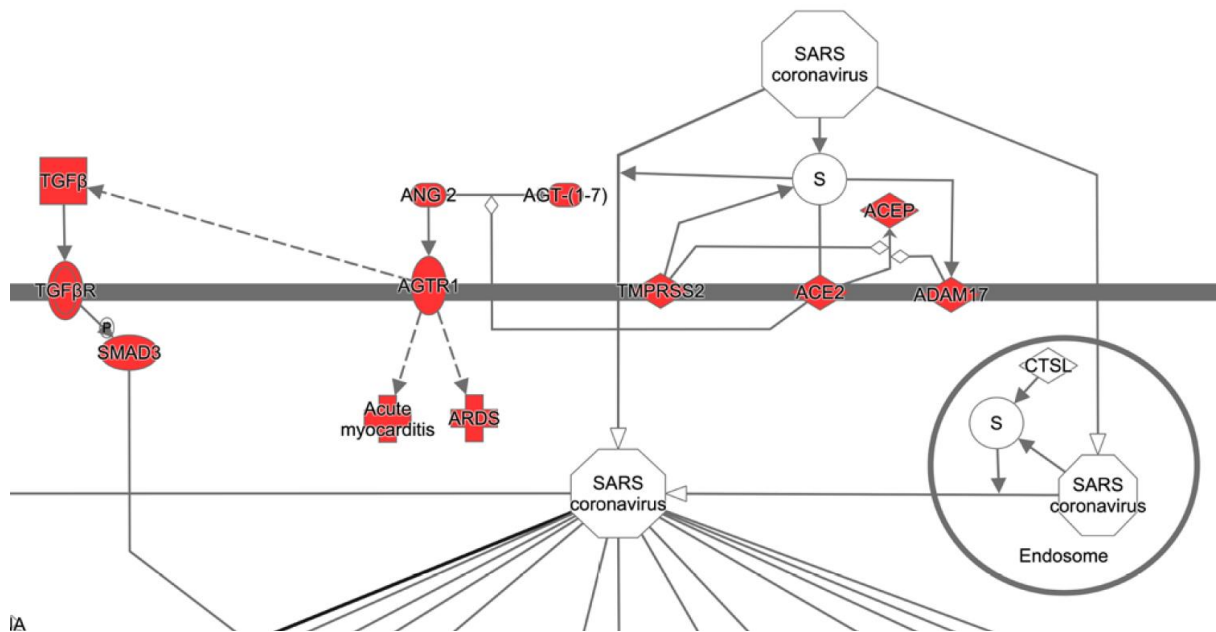 SARS
coronavirus
TGFβ
ANG 2
AGT-(1-7)
S
ACEP
TGFβR
AGTR1
TMPRSS2
ACE2
ADAM17
P
SMAD3
CTSL
Acute
myocarditis
ARDS
S
SARS
coronavirus
SARS
coronavirus
Endosome